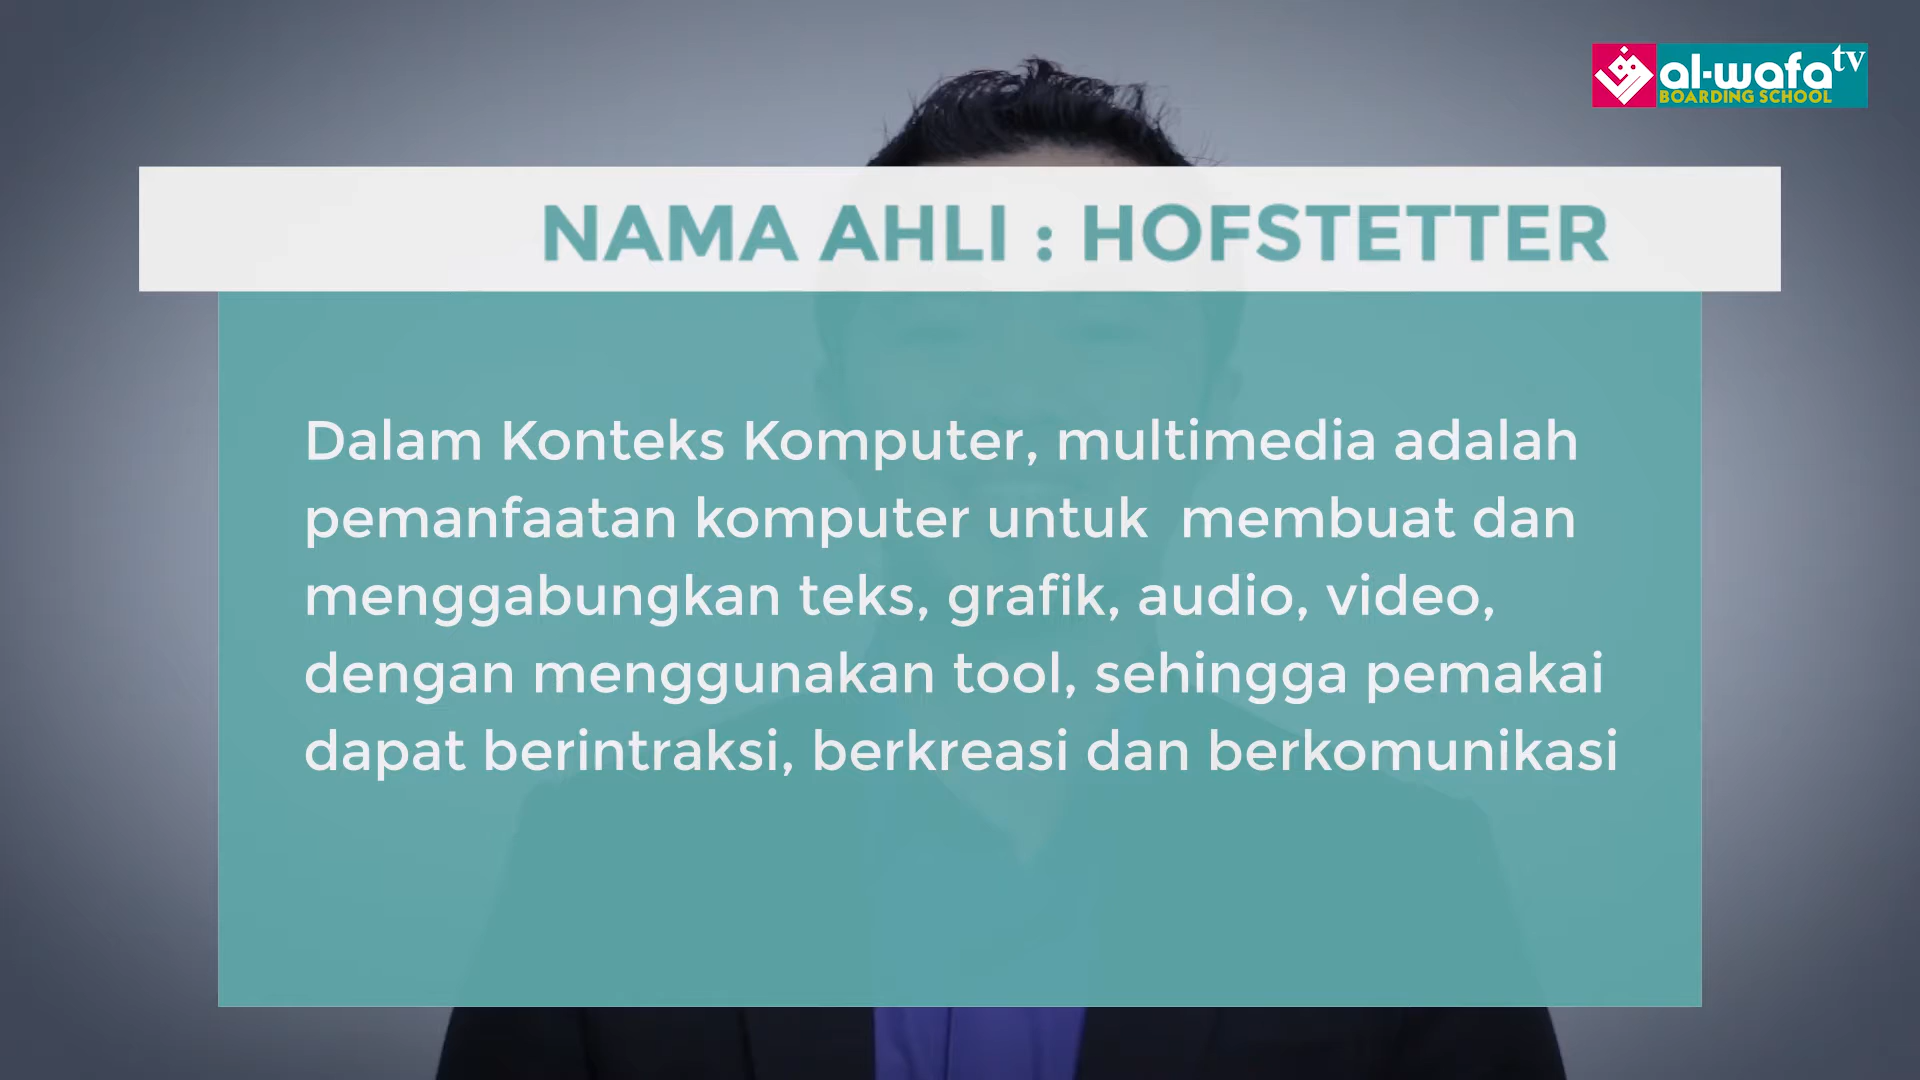 al-wafa tv
BOARDING SCHOOL
NAMA AHLI : HOFSTETTER
Dalam Konteks Komputer, multimedia adalah
pemanfaatan komputer untuk  membuat dan
menggabungkan teks, grafik, audio, video,
dengan menggunakan tool, sehingga pemakai
dapat berintraksi, berkreasi dan berkomunikasi